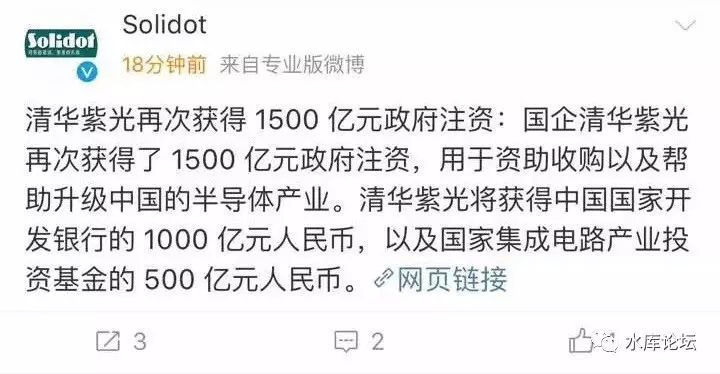 Solidot
Solidot
18分钟前 来自专业版微博
清华紫光再次获得 1500 亿元政府注资：国企清华紫光
再次获得了 1500 亿元政府注资，用于资助收购以及帮
助升级中国的半导体产业。清华紫光将获得中国国家开
发银行的 1000 亿元人民币，以及国家集成电路产业投
资基金的 500 亿元人民币。网页链接
3
2
水库论坛